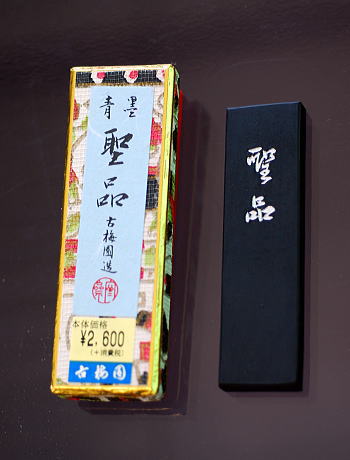 青墨
聖品
古梅園造
本体価格
¥2,600
(+消費税)
古梅園
聖品